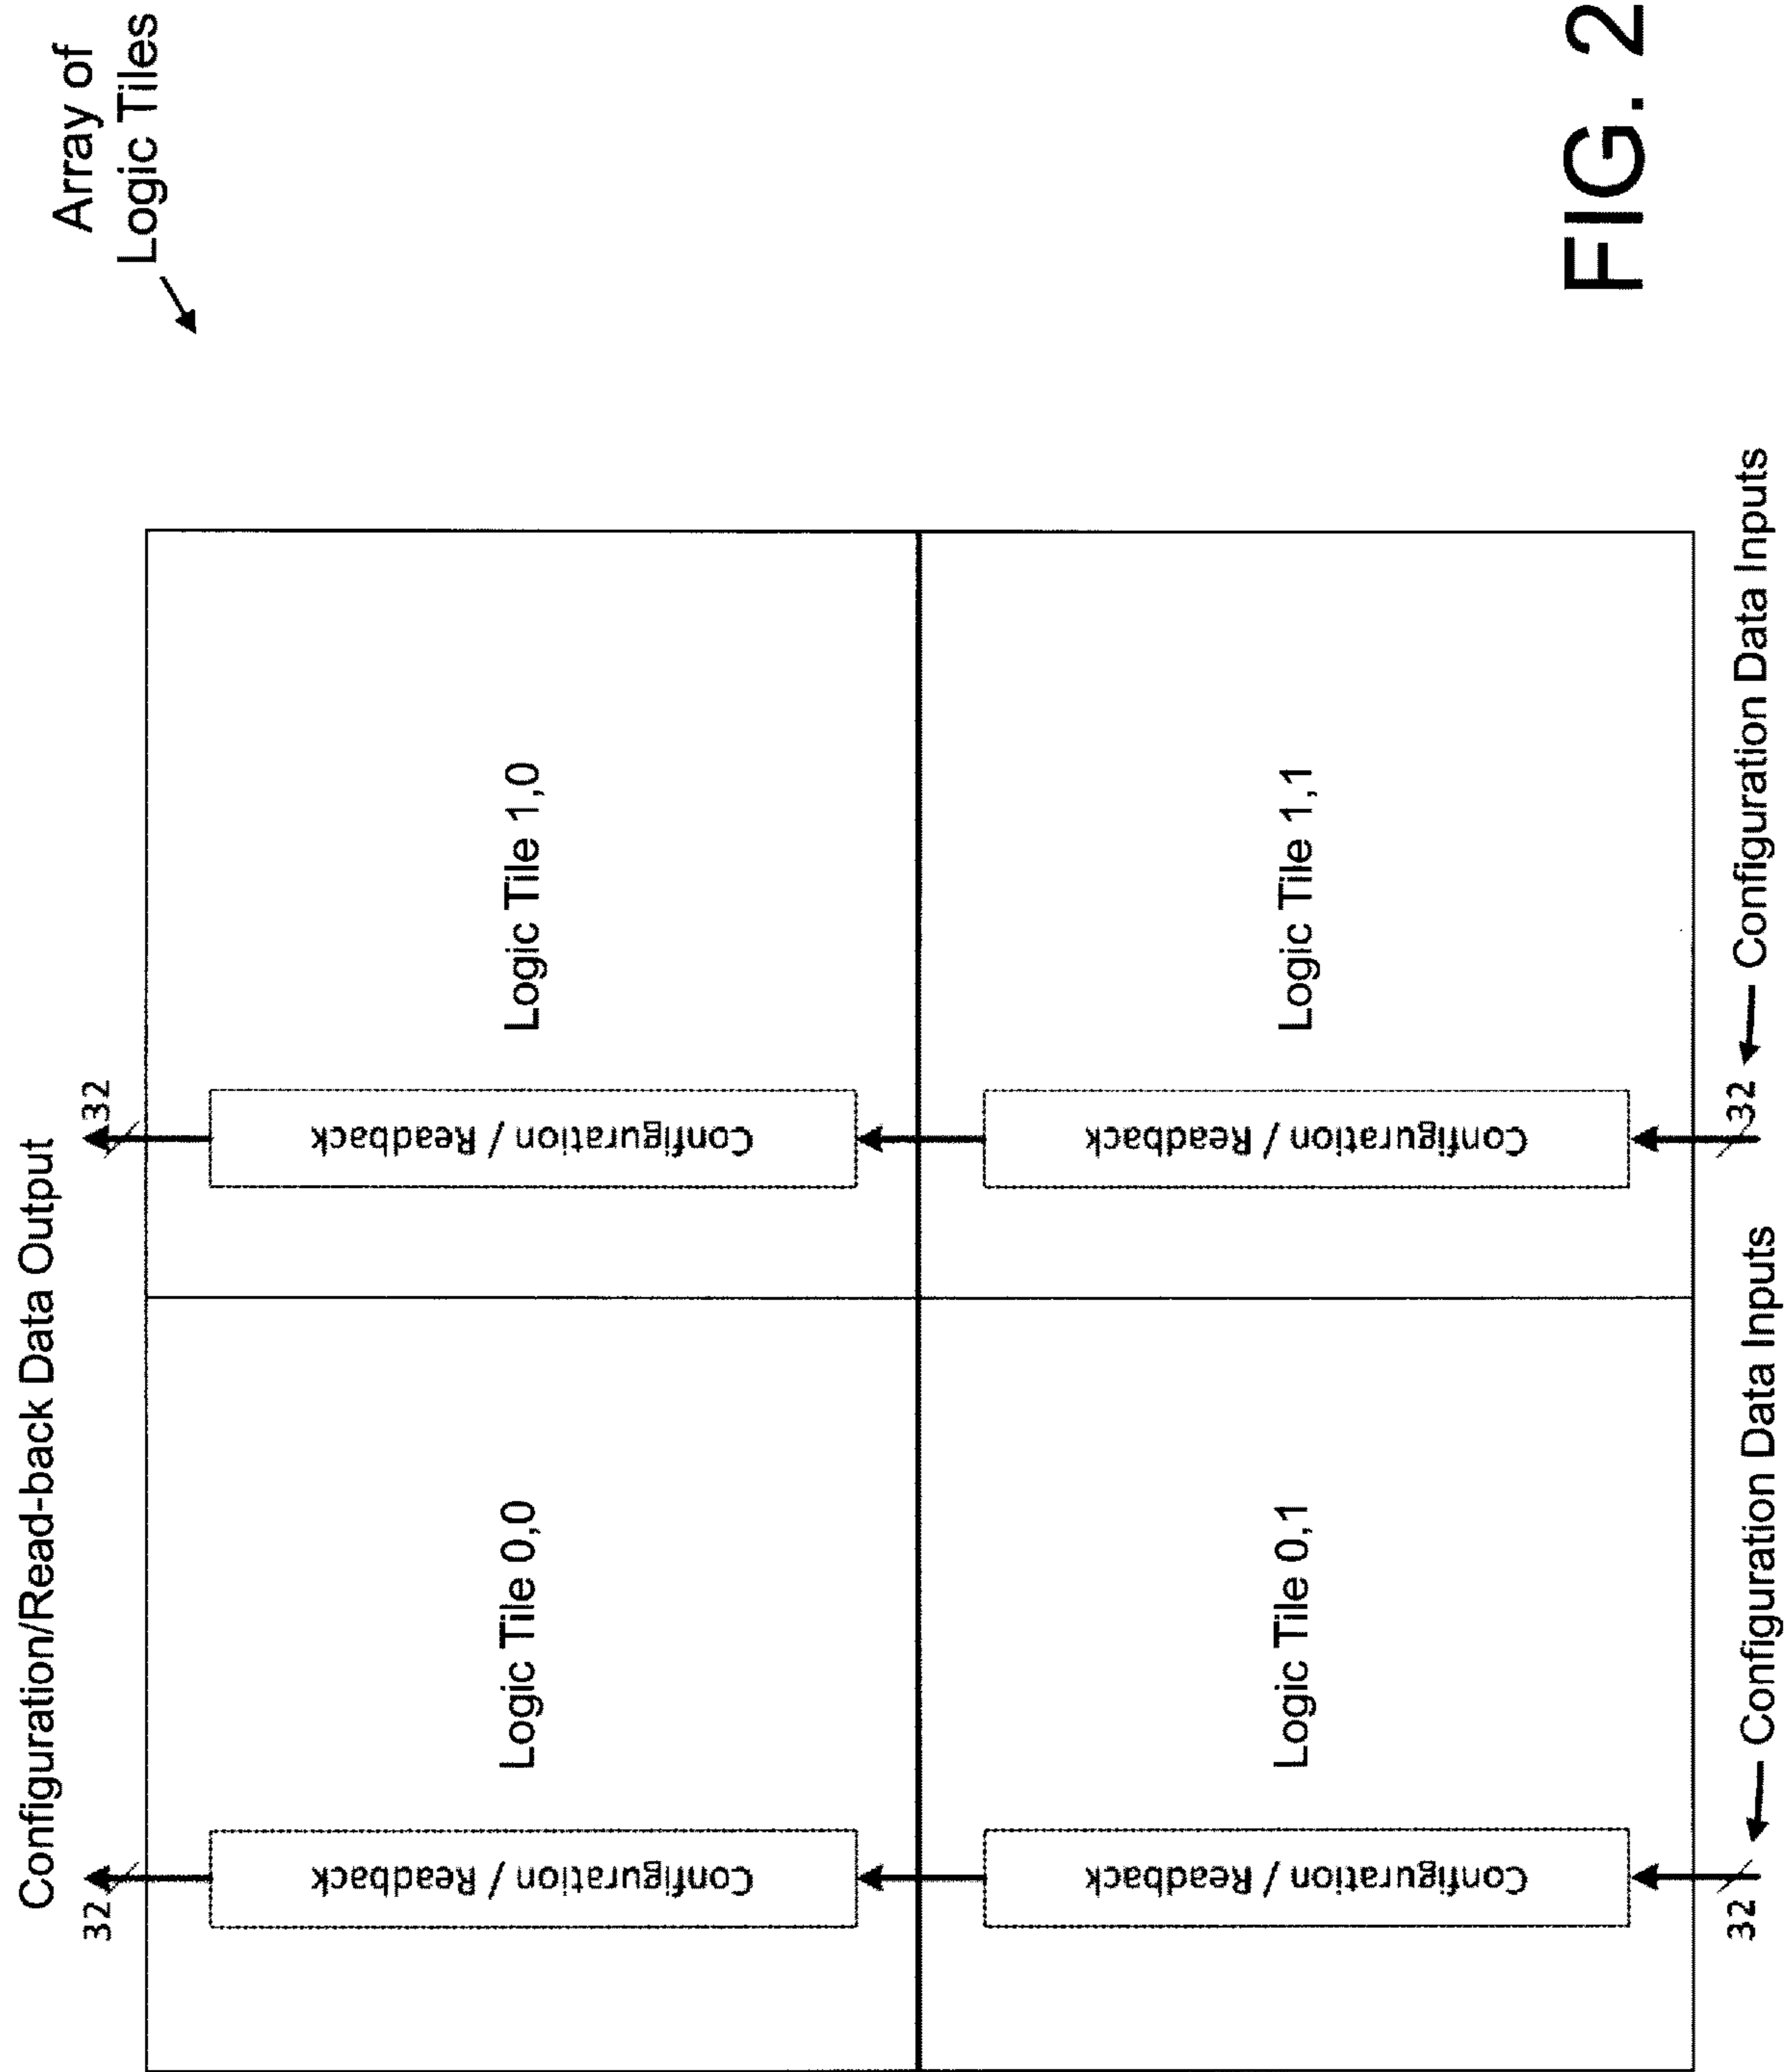 Array of
Logic Tiles
Configuration/Read-back Data Output
32
32
Configuration / Readback
Logic Tile 0,0
Configuration / Readback
Logic Tile 1,0
Configuration / Readback
Logic Tile 0,1
Configuration / Readback
Logic Tile 1,1
32
Configuration Data Inputs
32
Configuration Data Inputs
FIG. 2